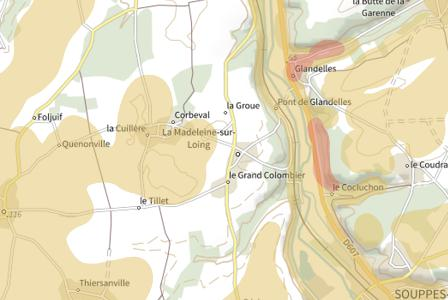 la Butte de la
Garenne
Glandelles
Pont de Glandelles
la Groue
Corbeval
Foljuif
la Cuillère
La Madeleine-sur-
Loing
Quenonville
le Coudra
le Grand Colombier
le Cocluchon
le Tillet
116
D607
Thiersanville
SOUPPES